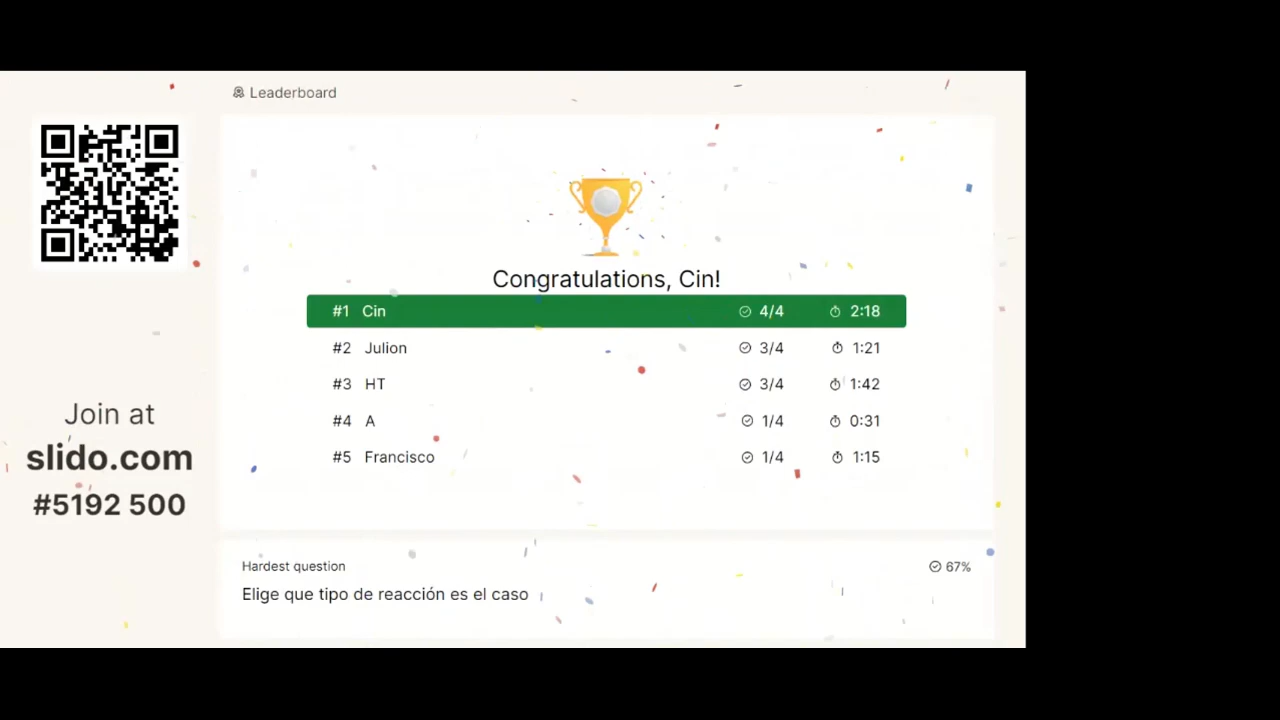 Leaderboard
Congratulations, Cin!
#1 Cin 4/4 2:18
#2 Julion 3/4 1:21
#3 HT 3/4 1:42
#4 A 1/4 0:31
#5 Francisco 1/4 1:15
Join at
slido.com
#5192 500
Hardest question 67%
Elige que tipo de reacción es el caso